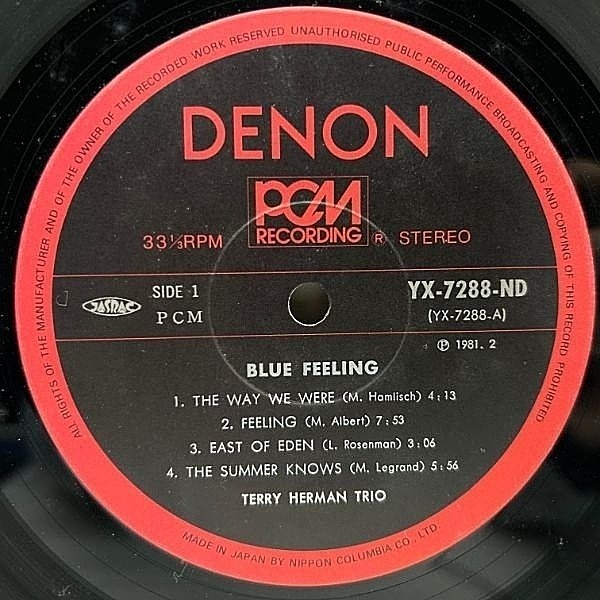 ALL RIGHTS OF THE MANUFACTURER AND OF THE OWNER OF THE RECORDED WORK RESERVED UNAUTHORISED PUBLIC PERFORMANCE BROADCASTING AND COPYING OF THIS RECORD PROHIBITED
DENON
PCM
RECORDING ®
33⅓RPM STEREO
JASRAC
SIDE 1
PCM
YX-7288-ND
(YX-7288-A)
℗ 1981. 2
BLUE FEELING
1. THE WAY WE WERE (M. Hamlisch) 4:13
2. FEELING (M. Albert) 7:53
3. EAST OF EDEN (L. Rosenman) 3:06
4. THE SUMMER KNOWS (M. Legrand) 5:56
TERRY HERMAN TRIO
MADE IN JAPAN BY NIPPON COLUMBIA CO., LTD.